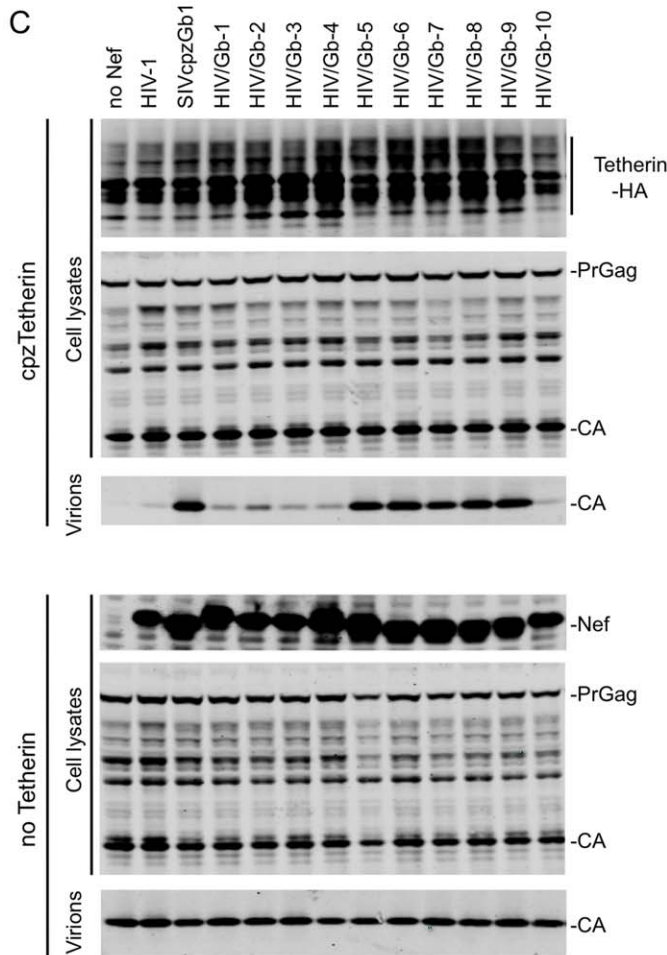 C
no Nef
HIV-1
SIVcpzGb1
HIV/Gb-1
HIV/Gb-2
HIV/Gb-3
HIV/Gb-4
HIV/Gb-5
HIV/Gb-6
HIV/Gb-7
HIV/Gb-8
HIV/Gb-9
HIV/Gb-10
cpzTetherin
Cell lysates
Tetherin
-HA
-PrGag
-CA
Virions
-CA
no Tetherin
Cell lysates
-Nef
-PrGag
-CA
Virions
-CA